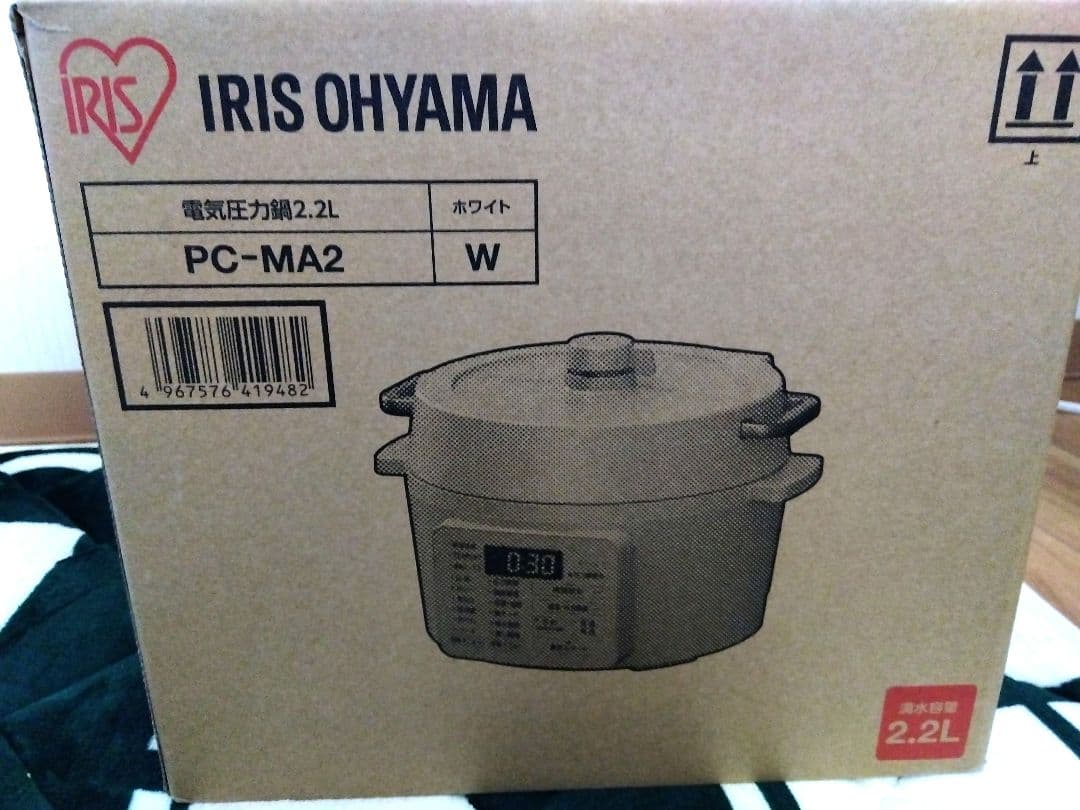 IRIS
IRIS OHYAMA
上
電気圧力鍋2.2L
ホワイト
PC-MA2
W
4 967576 419482
0:30
満水容量
2.2L